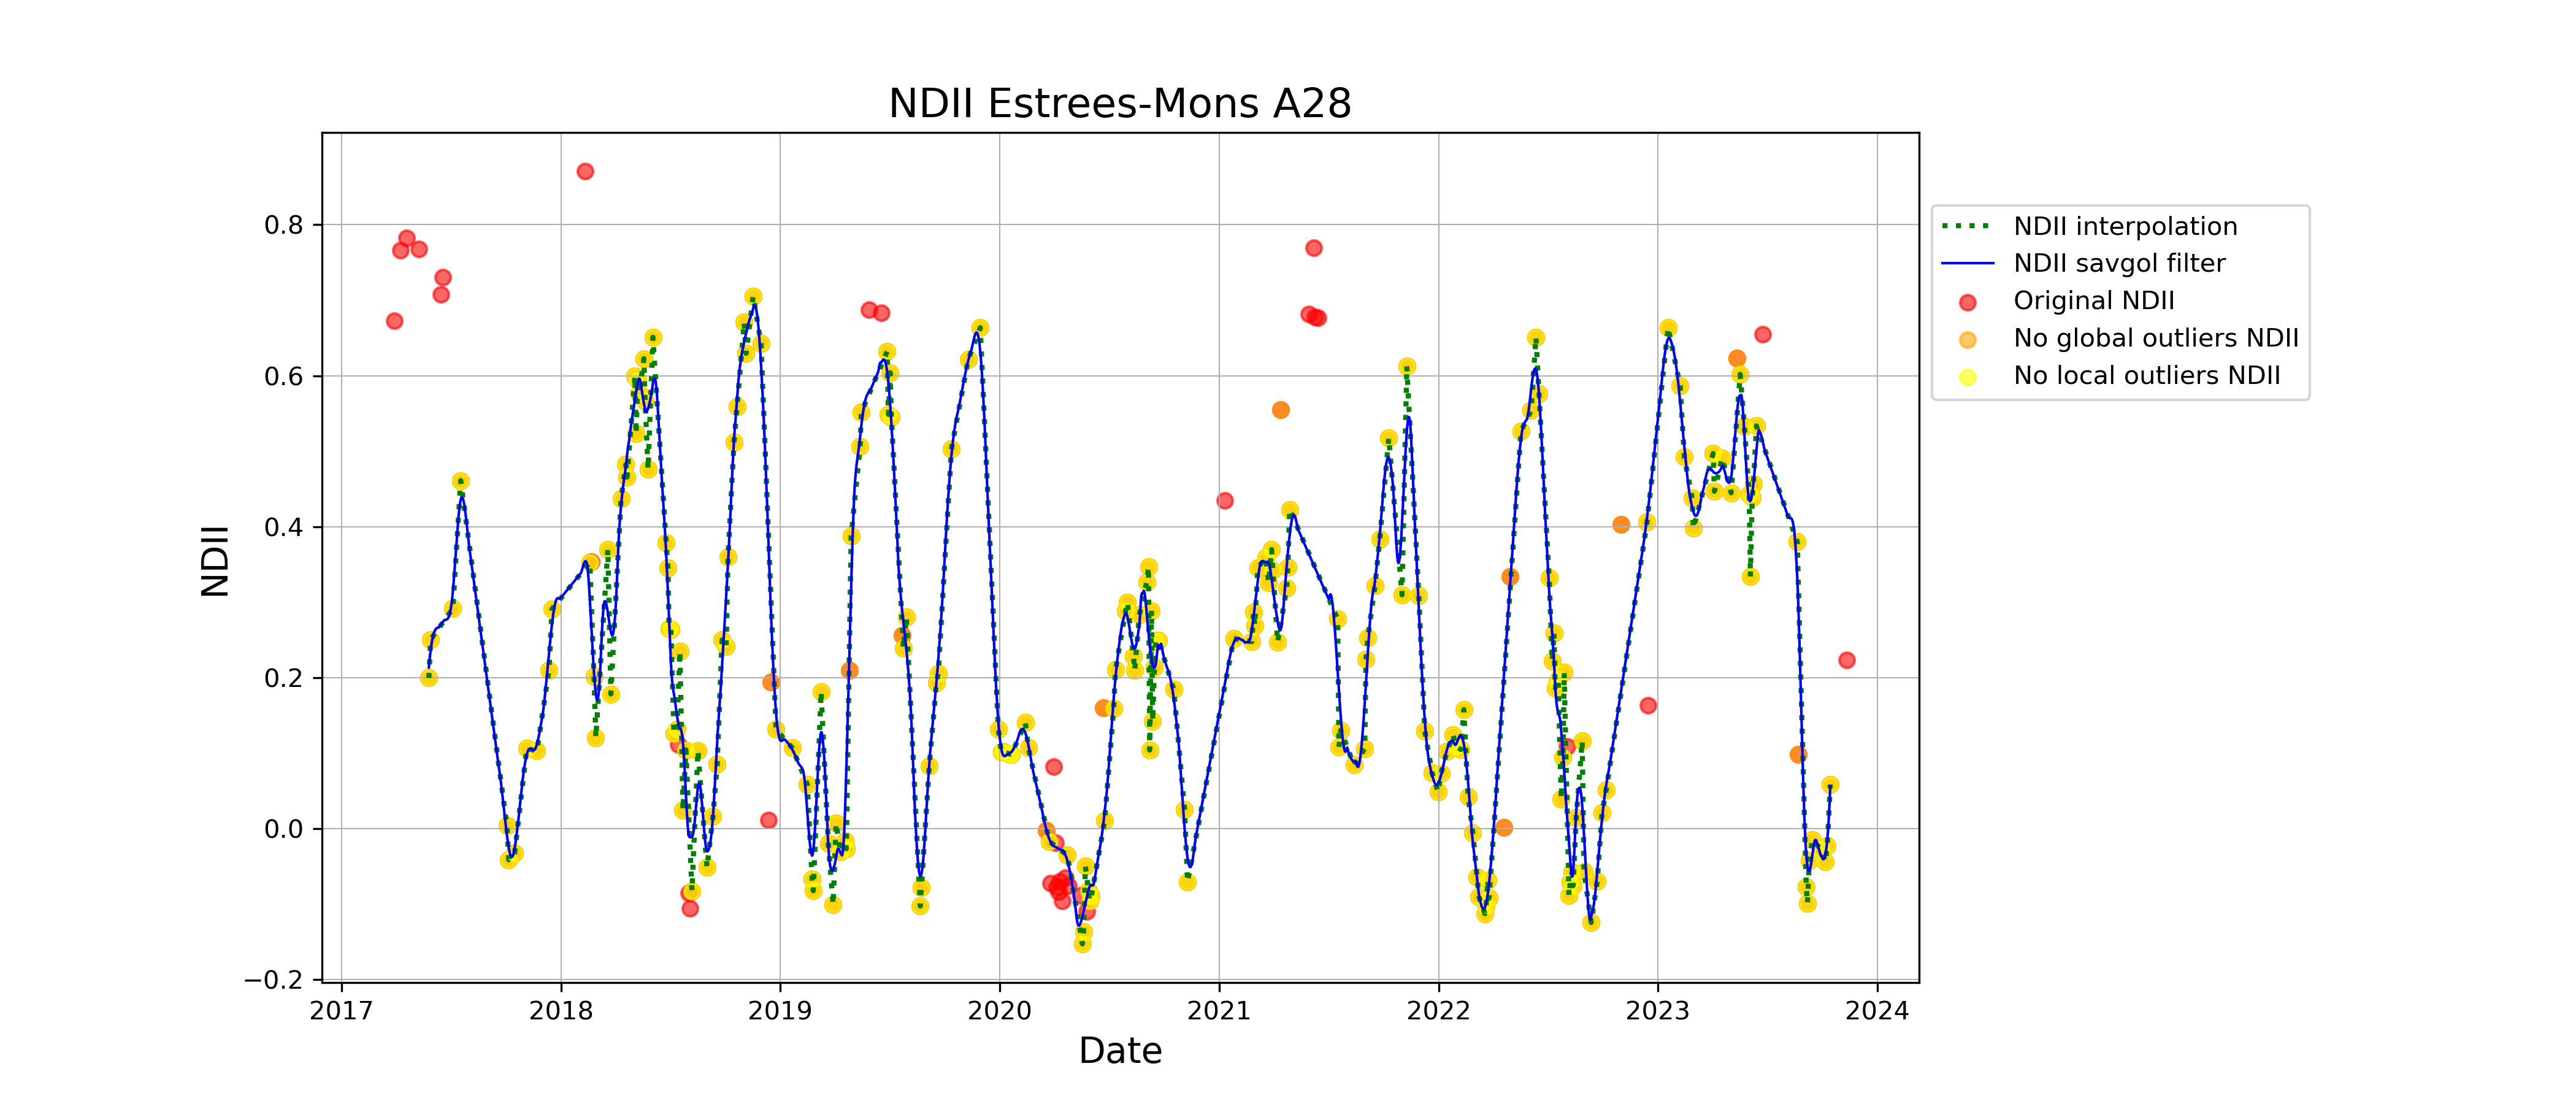 NDII Estrees-Mons A28
NDII
0.8
0.6
0.4
0.2
0.0
−0.2
2017 2018 2019 2020 2021 2022 2023 2024
Date
NDII interpolation
NDII savgol filter
Original NDII
No global outliers NDII
No local outliers NDII